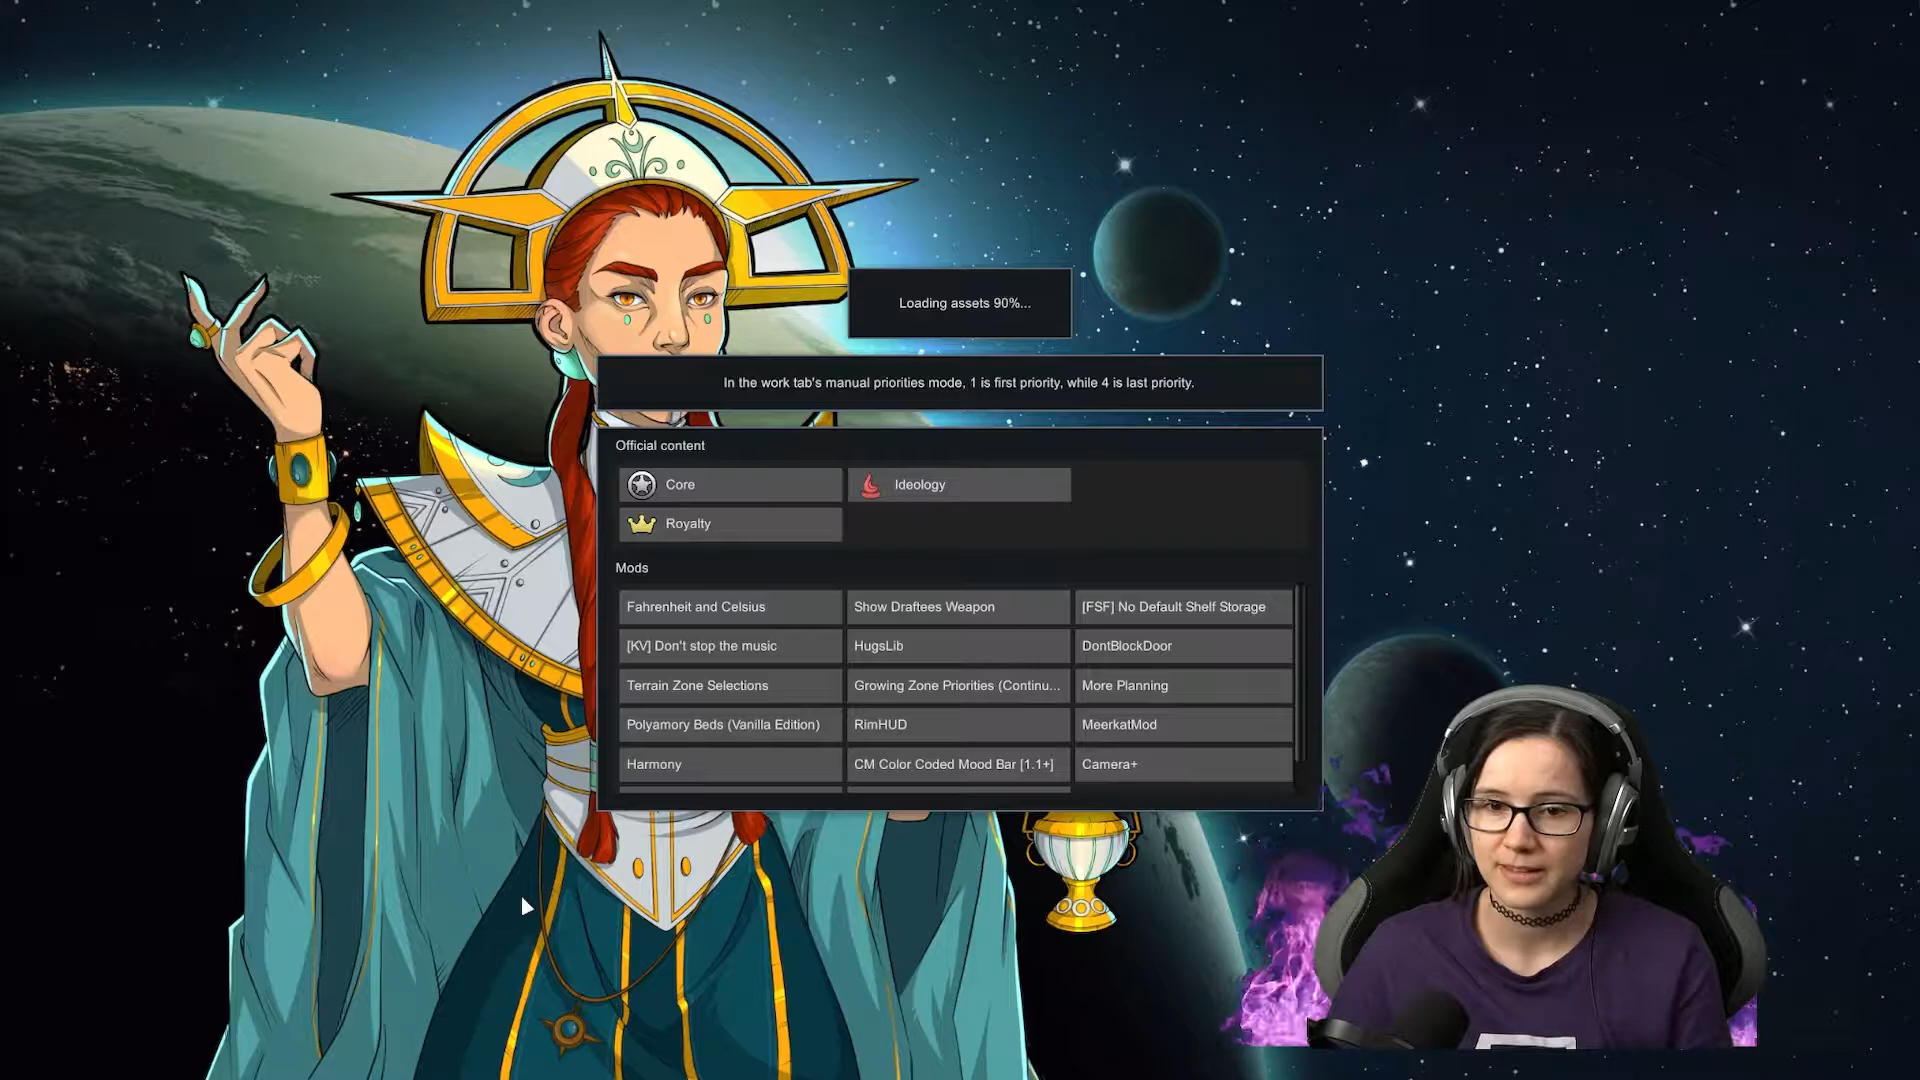 Loading assets 90%...
In the work tab's manual priorities mode, 1 is first priority, while 4 is last priority.
Official content
Core
Ideology
Royalty
Mods
Fahrenheit and Celsius
Show Draftees Weapon
[FSF] No Default Shelf Storage
[KV] Don't stop the music
HugsLib
DontBlockDoor
Terrain Zone Selections
Growing Zone Priorities (Continu...
More Planning
Polyamory Beds (Vanilla Edition)
RimHUD
MeerkatMod
Harmony
CM Color Coded Mood Bar [1.1+]
Camera+